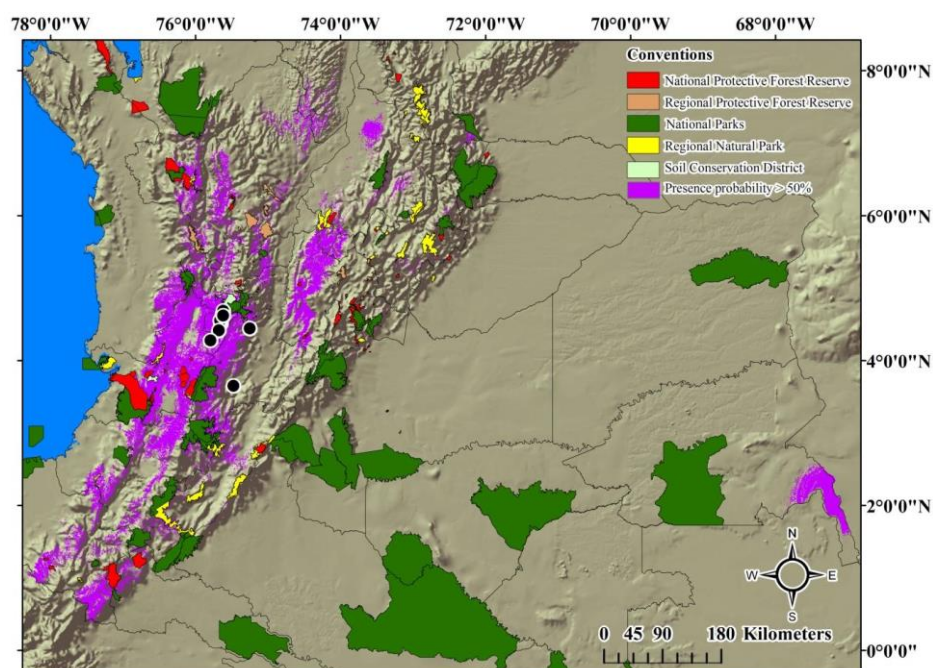 78°0'0"W 76°0'0"W 74°0'0"W 72°0'0"W 70°0'0"W 68°0'0"W
Conventions
National Protective Forest Reserve
Regional Protective Forest Reserve
National Parks
Regional Natural Park
Soil Conservation District
Presence probability > 50%
8°0'0"N
6°0'0"N
4°0'0"N
2°0'0"N
0°0'0"N
N
W E
S
0 45 90 180 Kilometers